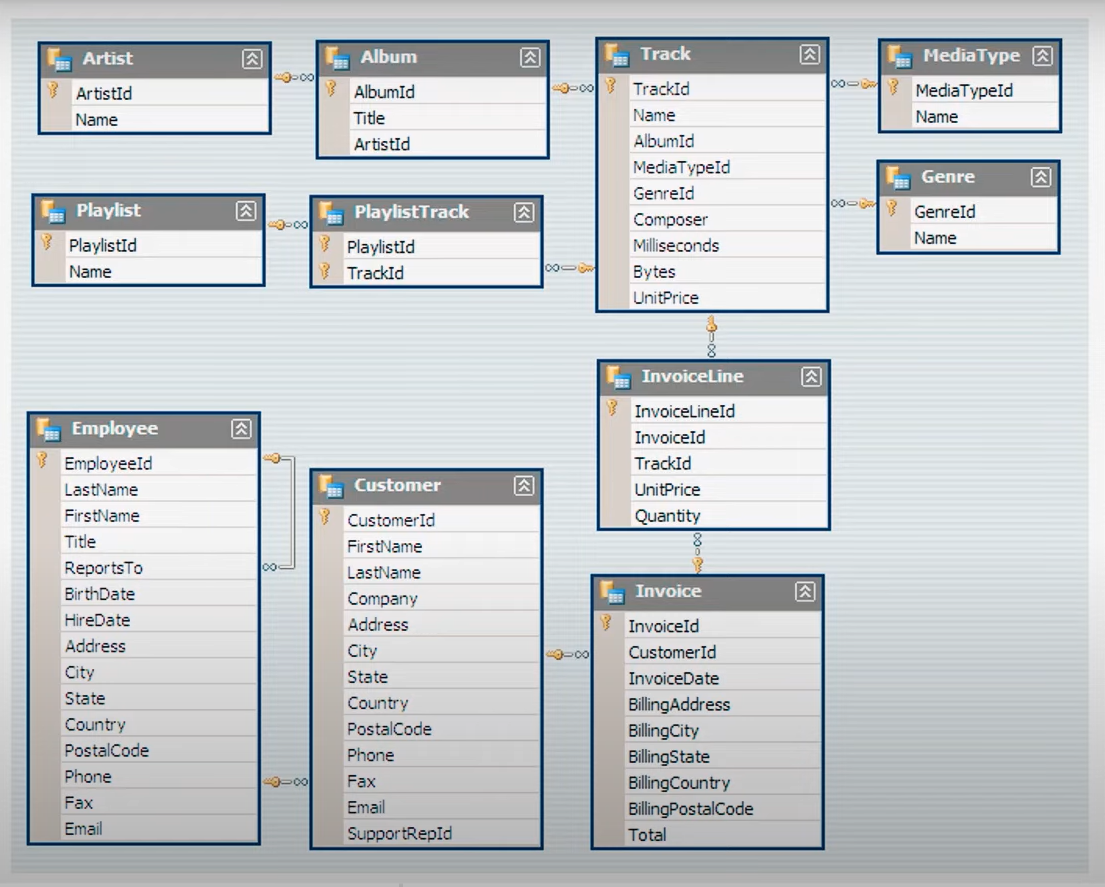 Artist
ArtistId
Name
Album
AlbumId
Title
ArtistId
Track
TrackId
Name
AlbumId
MediaTypeId
GenreId
Composer
Milliseconds
Bytes
UnitPrice
MediaType
MediaTypeId
Name
Genre
GenreId
Name
Playlist
PlaylistId
Name
PlaylistTrack
PlaylistId
TrackId
InvoiceLine
InvoiceLineId
InvoiceId
TrackId
UnitPrice
Quantity
Employee
EmployeeId
LastName
FirstName
Title
ReportsTo
BirthDate
HireDate
Address
City
State
Country
PostalCode
Phone
Fax
Email
Customer
CustomerId
FirstName
LastName
Company
Address
City
State
Country
PostalCode
Phone
Fax
Email
SupportRepId
Invoice
InvoiceId
CustomerId
InvoiceDate
BillingAddress
BillingCity
BillingState
BillingCountry
BillingPostalCode
Total